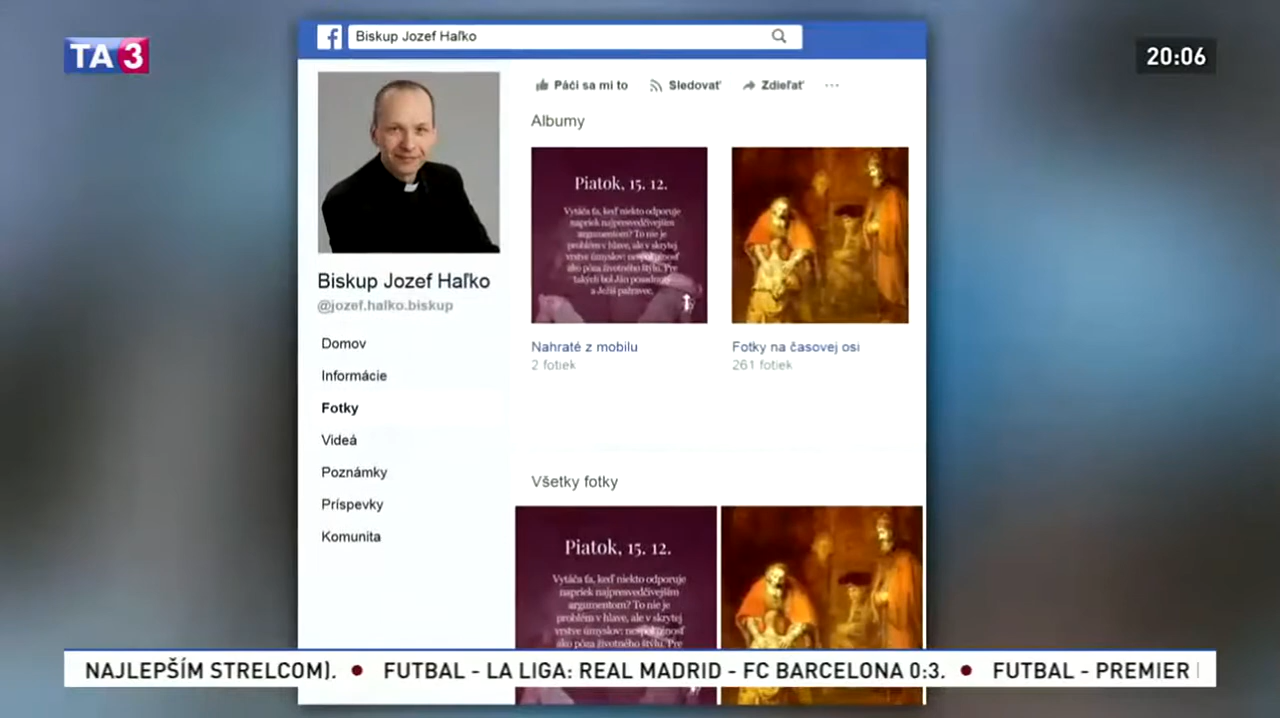 TA3
20:06
Biskup Jozef Haľko
Páči sa mi to
Sledovať
Zdieľať
Albumy
Piatok, 15. 12.
Vytáča ťa, keď niekto odporuje
napriek najpresvedčivejším
argumentom? To nie je
problém v hlave, ale v skrytej
vrstve úmyslov: nespokojnosť
ako póza životného štýlu. Pre
takých bol Ján posadnutý
a Ježiš pažravec.
Nahraté z mobilu
2 fotiek
Fotky na časovej osi
261 fotiek
Biskup Jozef Haľko
@jozef.halko.biskup
Domov
Informácie
Fotky
Videá
Poznámky
Príspevky
Komunita
Všetky fotky
Piatok, 15. 12.
Vytáča ťa, keď niekto odporuje
napriek najpresvedčivejším
argumentom? To nie je
problém v hlave, ale v skrytej
vrstve úmyslov: nespokojnosť
ako póza životného štýlu. Pre
NAJLEPŠÍM STRELCOM). • FUTBAL - LA LIGA: REAL MADRID - FC BARCELONA 0:3. • FUTBAL - PREMIER